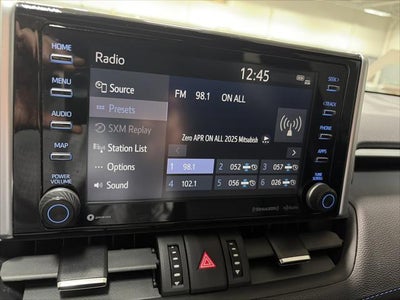 HOME
MENU
AUDIO
MAP
POWER
VOLUME
Radio
12:45
Source
Presets
SXM Replay
Station List
Options
Sound
FM 98.1 ON ALL
Zero APR ON ALL 2025 Mitsubish
1 98.1
2 052
3 057
4 102.1
5 056
6 026
SEEK
TRACK
PHONE
APPS
TUNE
SCROLL